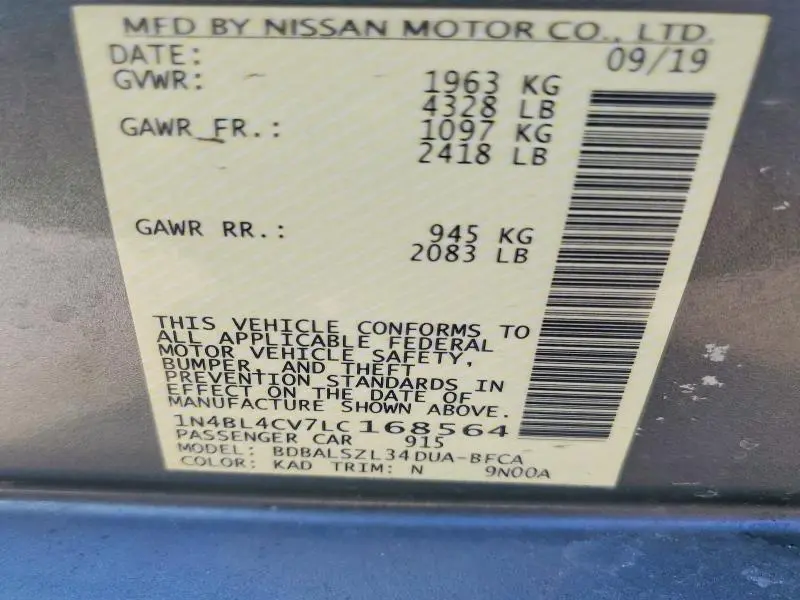 MFD BY NISSAN MOTOR CO., LTD.
DATE: 09/19
GVWR: 1963 KG
4328 LB
GAWR FR.: 1097 KG
2418 LB
GAWR RR.: 945 KG
2083 LB
THIS VEHICLE CONFORMS TO
ALL APPLICABLE FEDERAL
MOTOR VEHICLE SAFETY,
BUMPER, AND THEFT
PREVENTION STANDARDS IN
EFFECT ON THE DATE OF
MANUFACTURE SHOWN ABOVE.
1N4BL4CV7LC168564
PASSENGER CAR 915
MODEL: BDBALSZL34DUA-BFCA
COLOR: KAD TRIM: N 9N00A